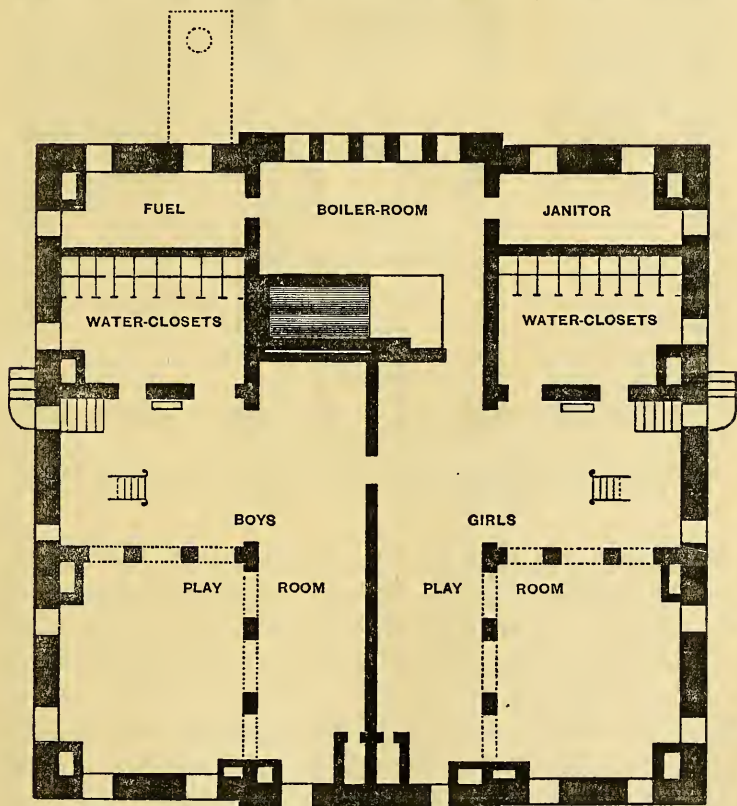 FUEL
BOILER-ROOM
JANITOR
WATER-CLOSETS
WATER-CLOSETS
BOYS
GIRLS
PLAY ROOM
PLAY ROOM